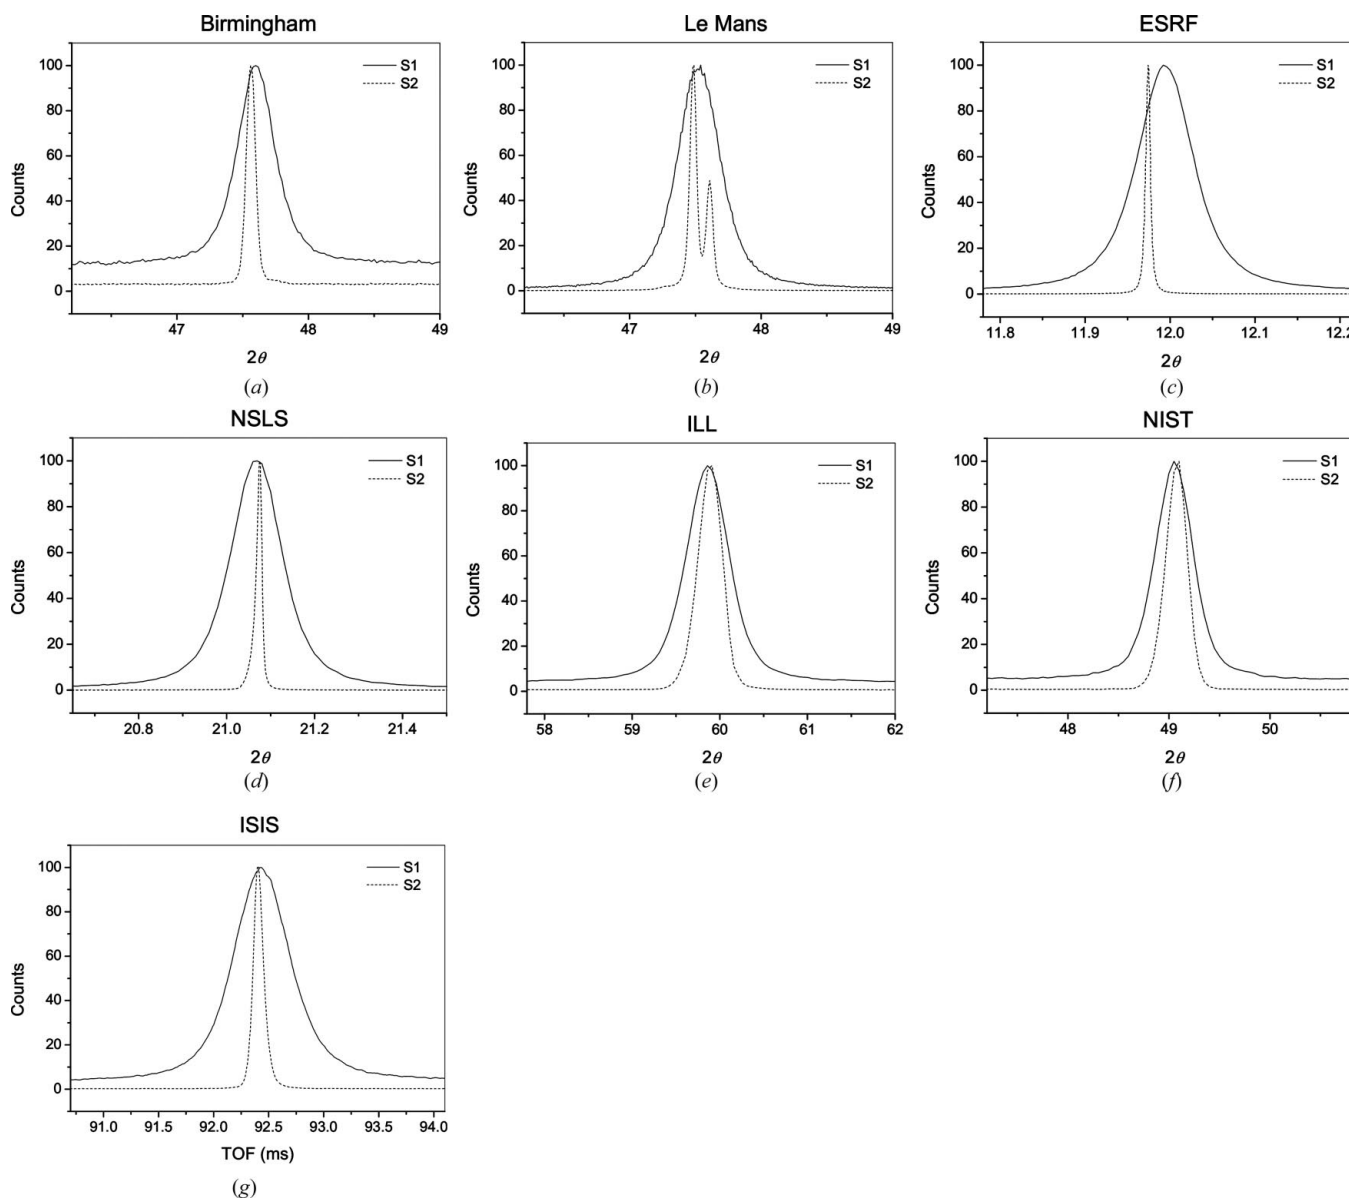 Birmingham
100
80
60
40
20
0
Counts
S1
S2
47
48
49
2θ
(a)
Le Mans
100
80
60
40
20
0
Counts
S1
S2
47
48
49
2θ
(b)
ESRF
100
80
60
40
20
0
Counts
S1
S2
11.8
11.9
12.0
12.1
12.2
2θ
(c)
NSLS
100
80
60
40
20
0
Counts
S1
S2
20.8
21.0
21.2
21.4
2θ
(d)
ILL
100
80
60
40
20
0
Counts
S1
S2
58
59
60
61
62
2θ
(e)
NIST
100
80
60
40
20
0
Counts
S1
S2
48
49
50
2θ
(f)
ISIS
100
80
60
40
20
0
Counts
S1
S2
91.0
91.5
92.0
92.5
93.0
93.5
94.0
TOF (ms)
(g)